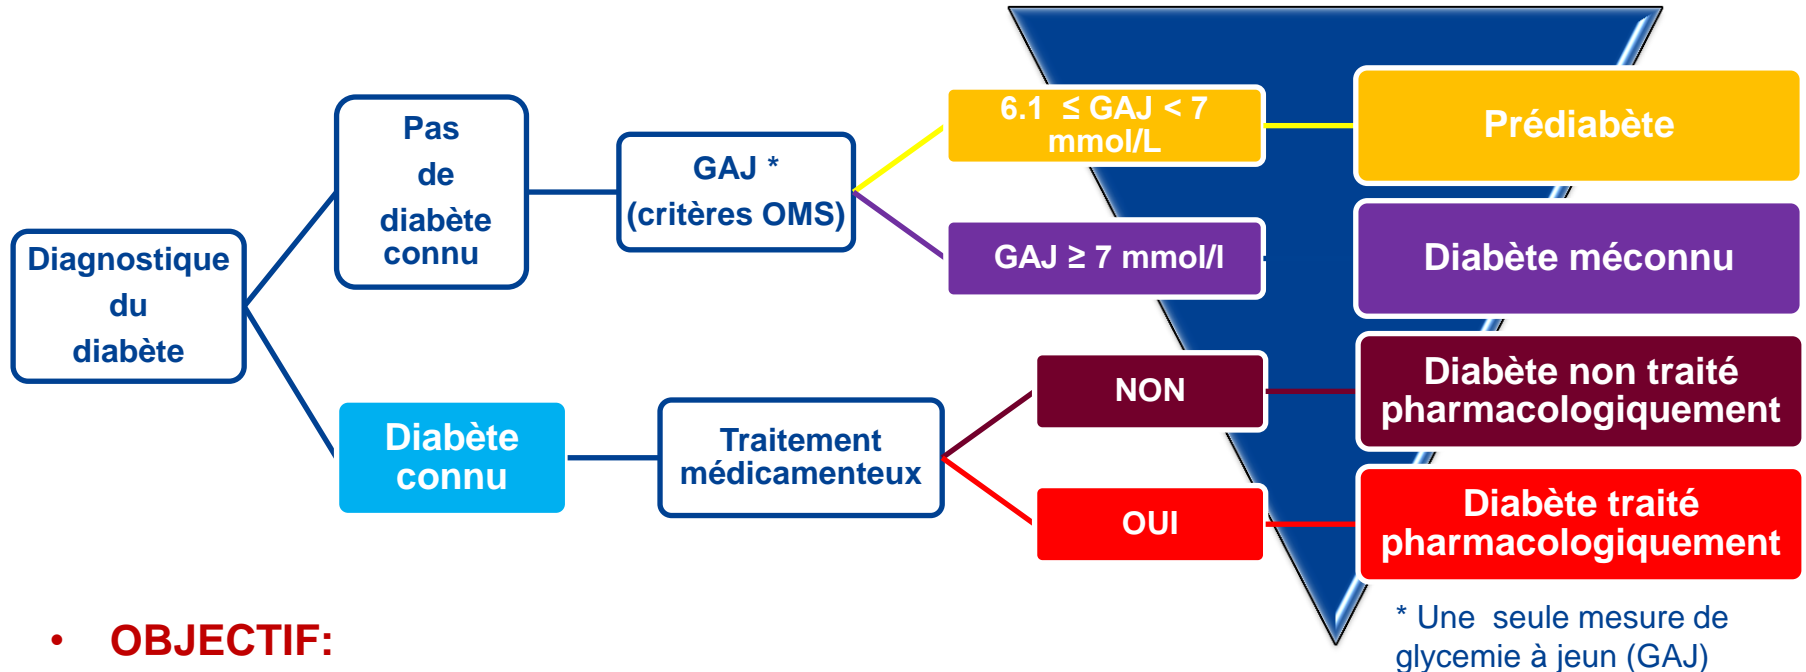 Diagnostique
du
diabète
Pas
de
diabète
connu
GAJ *
(critères OMS)
6.1 ≤ GAJ < 7
mmol/L
Prédiabète
GAJ ≥ 7 mmol/l
Diabète méconnu
Diabète
connu
Traitement
médicamenteux
NON
Diabète non traité
pharmacologiquement
OUI
Diabète traité
pharmacologiquement
* Une seule mesure de
glycemie à jeun (GAJ)
• OBJECTIF: